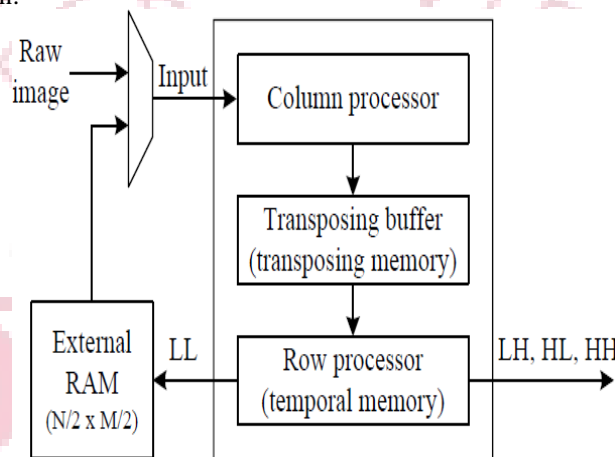 Raw
image
Input
Column processor
Transposing buffer
(transposing memory)
Row processor
(temporal memory)
External
RAM
(N/2 x M/2)
LL
LH, HL, HH